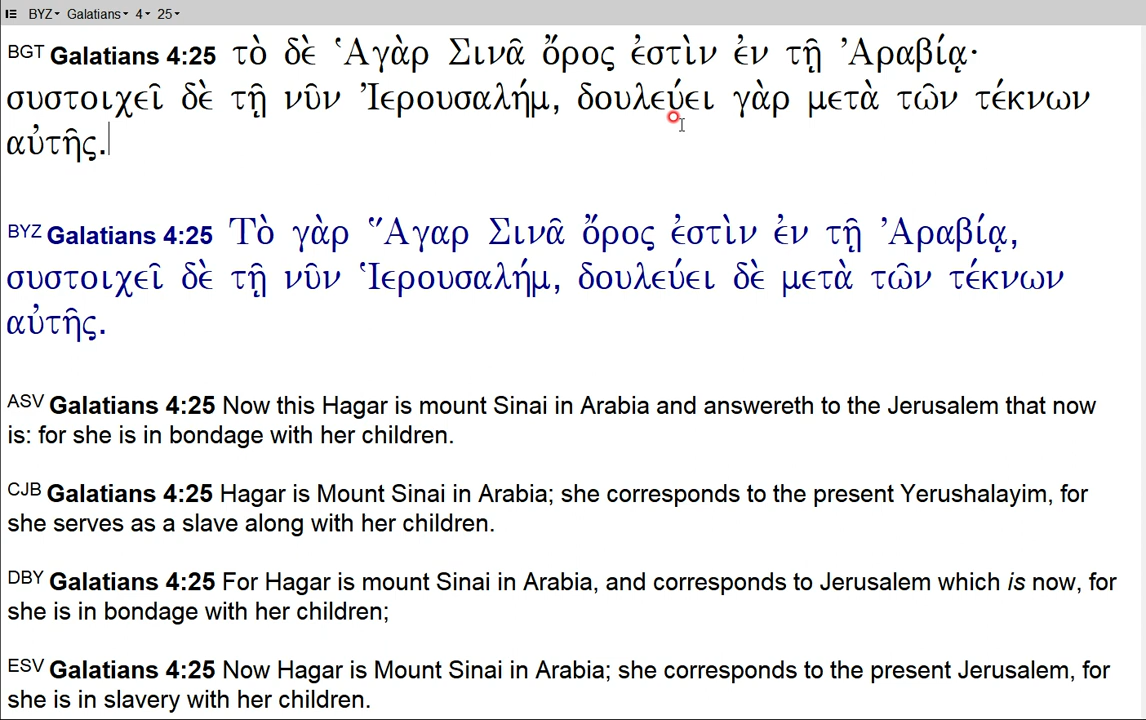 BYZ Galatians 4 25
BGT Galatians 4:25 τὸ δὲ Ἁγὰρ Σινᾶ ὄρος ἐστὶν ἐν τῇ Ἀραβίᾳ·
συστοιχεῖ δὲ τῇ νῦν Ἰερουσαλήμ, δουλεύει γὰρ μετὰ τῶν τέκνων
αὐτῆς.
BYZ Galatians 4:25 Τὸ γὰρ Ἅγαρ Σινᾶ ὄρος ἐστὶν ἐν τῇ Ἀραβίᾳ,
συστοιχεῖ δὲ τῇ νῦν Ἱερουσαλήμ, δουλεύει δὲ μετὰ τῶν τέκνων
αὐτῆς.
ASV Galatians 4:25 Now this Hagar is mount Sinai in Arabia and answereth to the Jerusalem that now
is: for she is in bondage with her children.
CJB Galatians 4:25 Hagar is Mount Sinai in Arabia; she corresponds to the present Yerushalayim, for
she serves as a slave along with her children.
DBY Galatians 4:25 For Hagar is mount Sinai in Arabia, and corresponds to Jerusalem which is now, for
she is in bondage with her children;
ESV Galatians 4:25 Now Hagar is Mount Sinai in Arabia; she corresponds to the present Jerusalem, for
she is in slavery with her children.